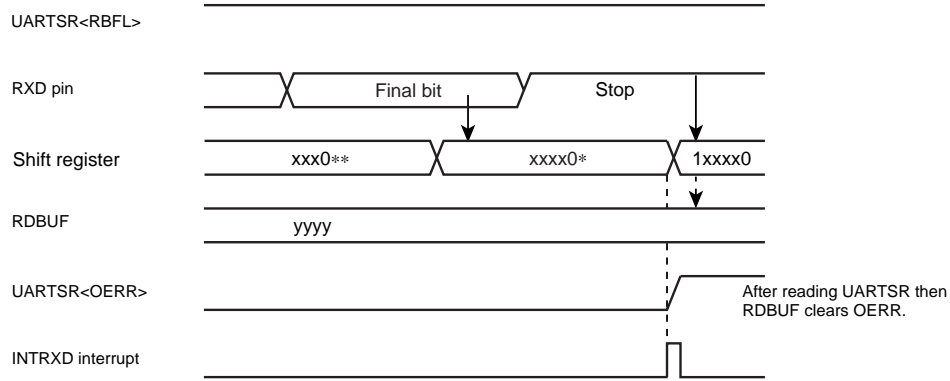 UARTSR<RBFL>
RXD pin
Final bit
Stop
Shift register
xxx0**
xxxx0*
1xxxx0
RDBUF
yyyy
UARTSR<OERR>
After reading UARTSR then
RDBUF clears OERR.
INTRXD interrupt